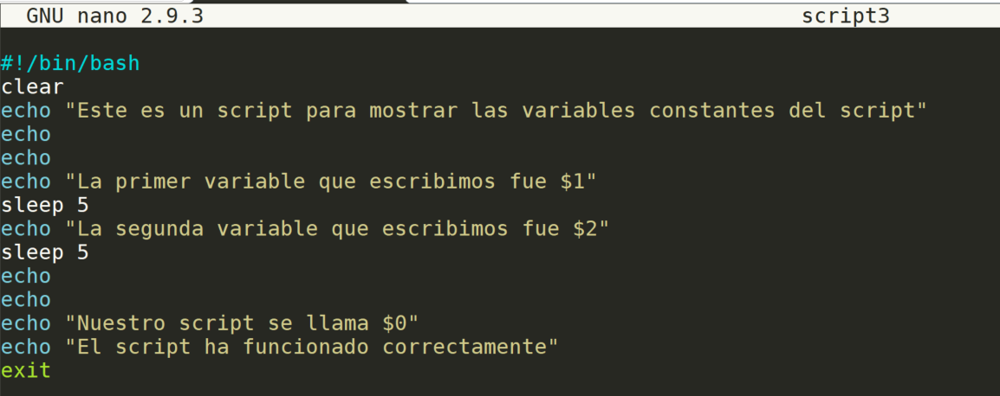 GNU nano 2.9.3 script3
#!/bin/bash
clear
echo "Este es un script para mostrar las variables constantes del script"
echo
echo
echo "La primer variable que escribimos fue $1"
sleep 5
echo "La segunda variable que escribimos fue $2"
sleep 5
echo
echo
echo "Nuestro script se llama $0"
echo "El script ha funcionado correctamente"
exit